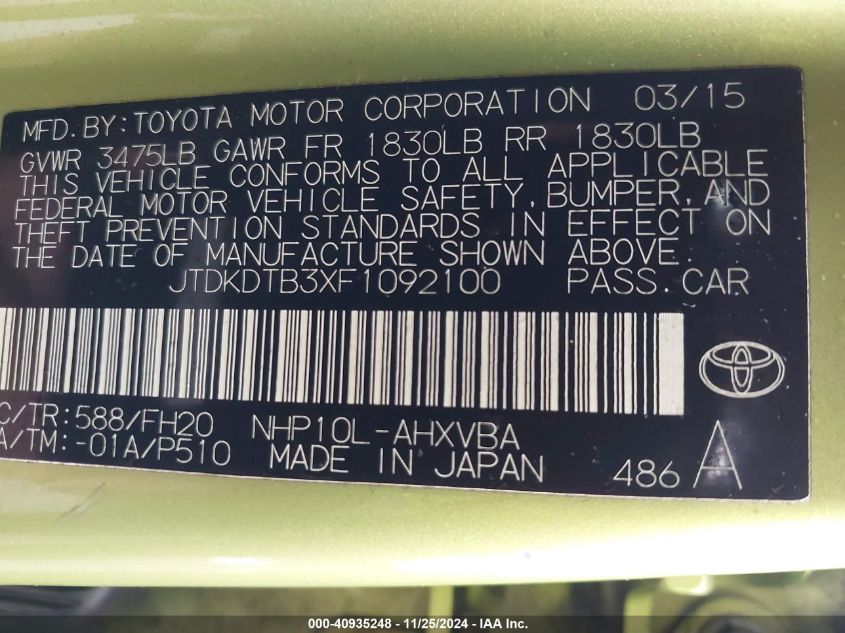 MFD. BY: TOYOTA MOTOR CORPORATION 03/15
GVWR 3475LB GAWR FR 1830LB RR 1830LB
THIS VEHICLE CONFORMS TO ALL APPLICABLE
FEDERAL MOTOR VEHICLE SAFETY, BUMPER, AND
THEFT PREVENTION STANDARDS IN EFFECT ON
THE DATE OF MANUFACTURE SHOWN ABOVE.
JTDKDTB3XF1092100 PASS. CAR
C/TR: 588/FH20 NHP10L-AHXVBA
A/TM: -01A/P510 MADE IN JAPAN 486 A
000-40935248 - 11/25/2024 - IAA Inc.